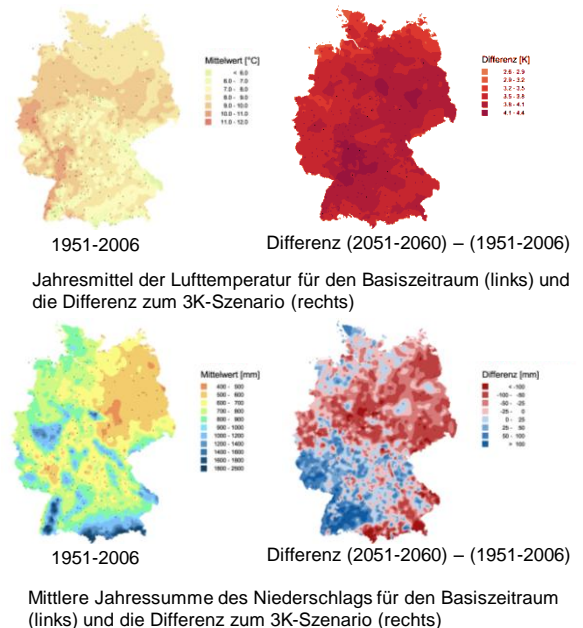 Mittelwert [°C]
< 6.0
6.0 - 7.0
7.0 - 8.0
8.0 - 9.0
9.0 - 10.0
10.0 - 11.0
11.0 - 12.0
Differenz [K]
2.6 - 2.9
2.9 - 3.2
3.2 - 3.5
3.5 - 3.8
3.8 - 4.1
4.1 - 4.4
1951-2006
Differenz (2051-2060) – (1951-2006)
Jahresmittel der Lufttemperatur für den Basiszeitraum (links) und
die Differenz zum 3K-Szenario (rechts)
Mittelwert [mm]
400 - 500
500 - 600
600 - 700
700 - 800
800 - 900
900 - 1000
1000 - 1200
1200 - 1400
1400 - 1600
1600 - 1800
1800 - 2500
Differenz [mm]
< -100
-100 - -50
-50 - -25
-25 - 0
0 - 25
25 - 50
50 - 100
> 100
1951-2006
Differenz (2051-2060) – (1951-2006)
Mittlere Jahressumme des Niederschlags für den Basiszeitraum
(links) und die Differenz zum 3K-Szenario (rechts)